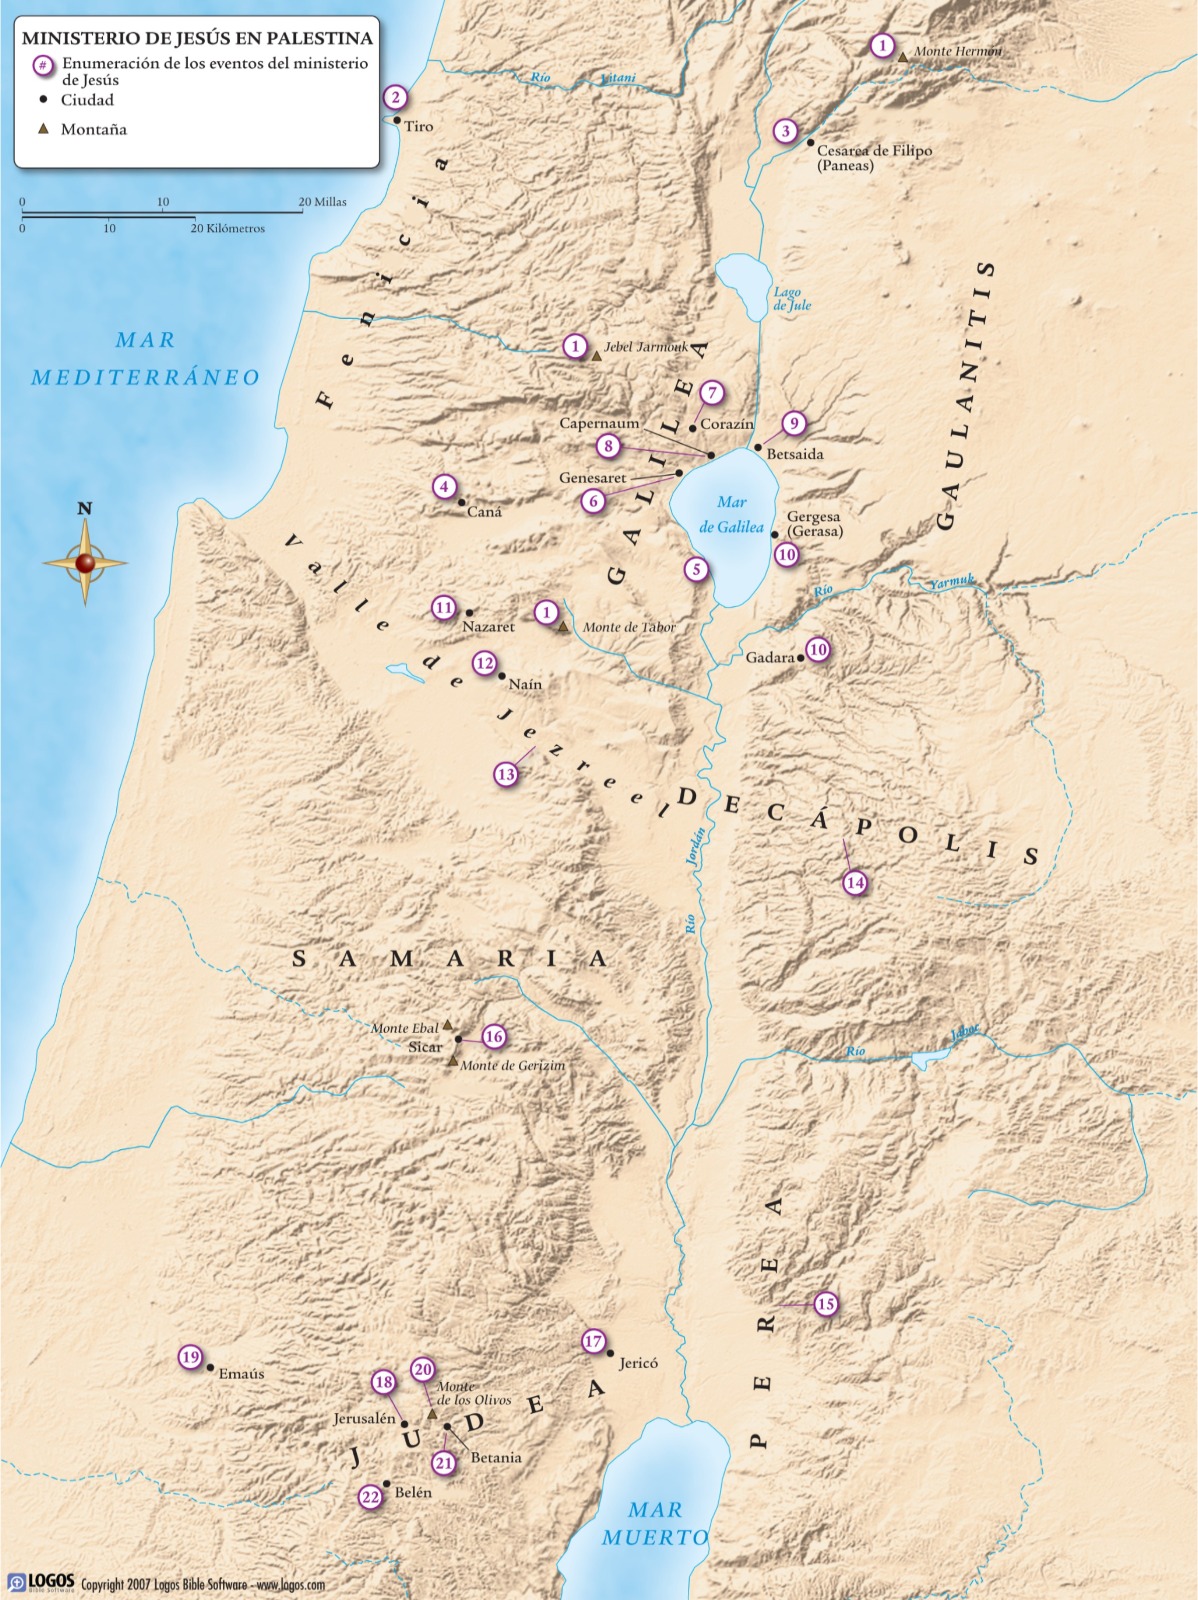 MINISTERIO DE JESÚS EN PALESTINA
# Enumeración de los eventos del ministerio
de Jesús
Ciudad
Montaña
0 10 20 Millas
0 10 20 Kilómetros
1 Monte Hermón
Río Litani
2
Tiro
3
Cesarea de Filipo
(Paneas)
Fenicia
Lago
de Jule
MAR
MEDITERRÁNEO
GAULANITIS
1 Jebel Jarmouk
GALILEA
7
Corazín
Capernaum
8
9
Betsaida
Genesaret
6
4
Caná
Mar
de Galilea
Gergesa
(Gerasa)
10
5
N
Valle de Jezreel
Río Yarmuk
11
Nazaret
1
Monte de Tabor
Gadara 10
12
Naín
13
DECÁPOLIS
14
Río Jordán
SAMARIA
Monte Ebal
Sicar
16
Monte de Gerizim
Río Jaboc
PEREA
15
17
Jericó
19
Emaús
18
20
Monte
de los Olivos
Jerusalén
JUDEA
Betania
21
22
Belén
MAR
MUERTO
LOGOS
Bible Software
Copyright 2007 Logos Bible Software - www.logos.com